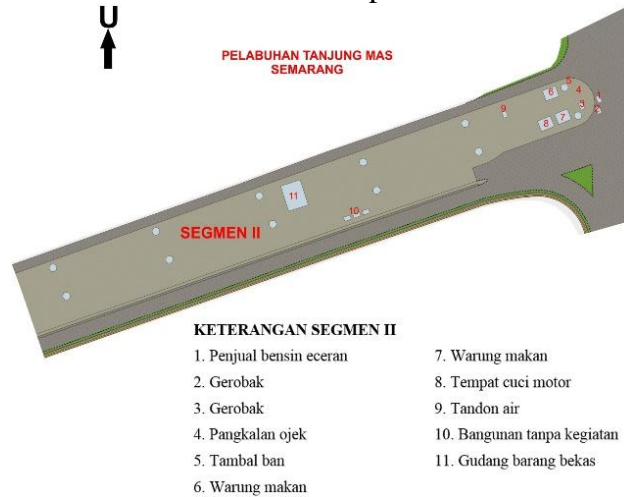 U
PELABUHAN TANJUNG MAS
SEMARANG
5
4
1
6
3
2
9
7
8
11
10
SEGMEN II
KETERANGAN SEGMEN II
1. Penjual bensin eceran
2. Gerobak
3. Gerobak
4. Pangkalan ojek
5. Tambal ban
6. Warung makan
7. Warung makan
8. Tempat cuci motor
9. Tandon air
10. Bangunan tanpa kegiatan
11. Gudang barang bekas